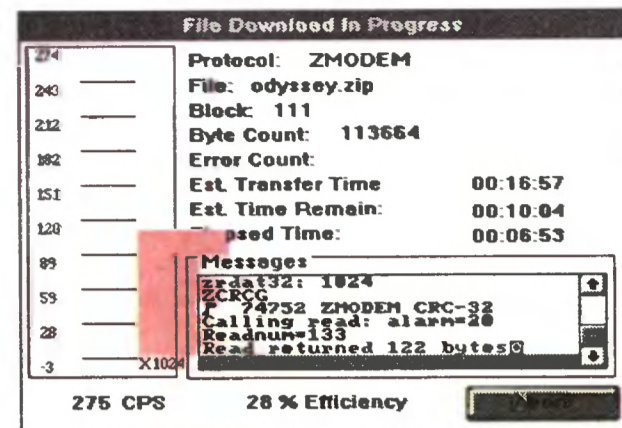 File Download in Progress
274
243
212
182
151
120
89
59
28
-3
X1024
Protocol: ZMODEM
File: odyssey.zip
Block: 111
Byte Count: 113664
Error Count:
Est. Transfer Time 00:16:57
Est. Time Remain: 00:10:04
psed Time: 00:06:53
Messages
zrdat32: 1024
ZCRCG
74752 ZMODEM CRC-32
Calling read: alarm=20
Readnum=133
Read returned 122 bytes
275 CPS 28 % Efficiency